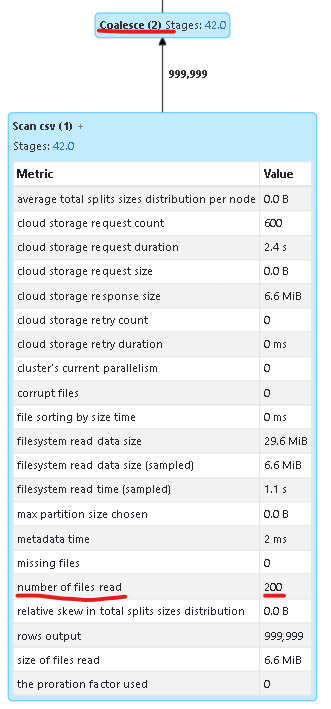 Coalesce (2) Stages: 42.0
999,999
Scan csv (1) +
Stages: 42.0
Metric Value
average total splits sizes distribution per node 0.0 B
cloud storage request count 600
cloud storage request duration 2.4 s
cloud storage request size 0.0 B
cloud storage response size 6.6 MiB
cloud storage retry count 0
cloud storage retry duration 0 ms
cluster's current parallelism 0
corrupt files 0
file sorting by size time 0 ms
filesystem read data size 29.6 MiB
filesystem read data size (sampled) 6.6 MiB
filesystem read time (sampled) 1.1 s
max partition size chosen 0.0 B
metadata time 2 ms
missing files 0
number of files read 200
relative skew in total splits sizes distribution 0.0 B
rows output 999,999
size of files read 6.6 MiB
the proration factor used 0